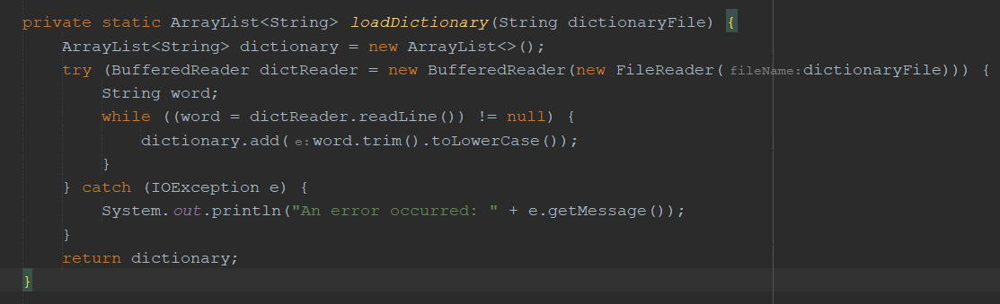 private static ArrayList<String> loadDictionary(String dictionaryFile) {
    ArrayList<String> dictionary = new ArrayList<>();
    try (BufferedReader dictReader = new BufferedReader(new FileReader( fileName: dictionaryFile))) {
        String word;
        while ((word = dictReader.readLine()) != null) {
            dictionary.add( e: word.trim().toLowerCase());
        }
    } catch (IOException e) {
        System.out.println("An error occurred: " + e.getMessage());
    }
    return dictionary;
}